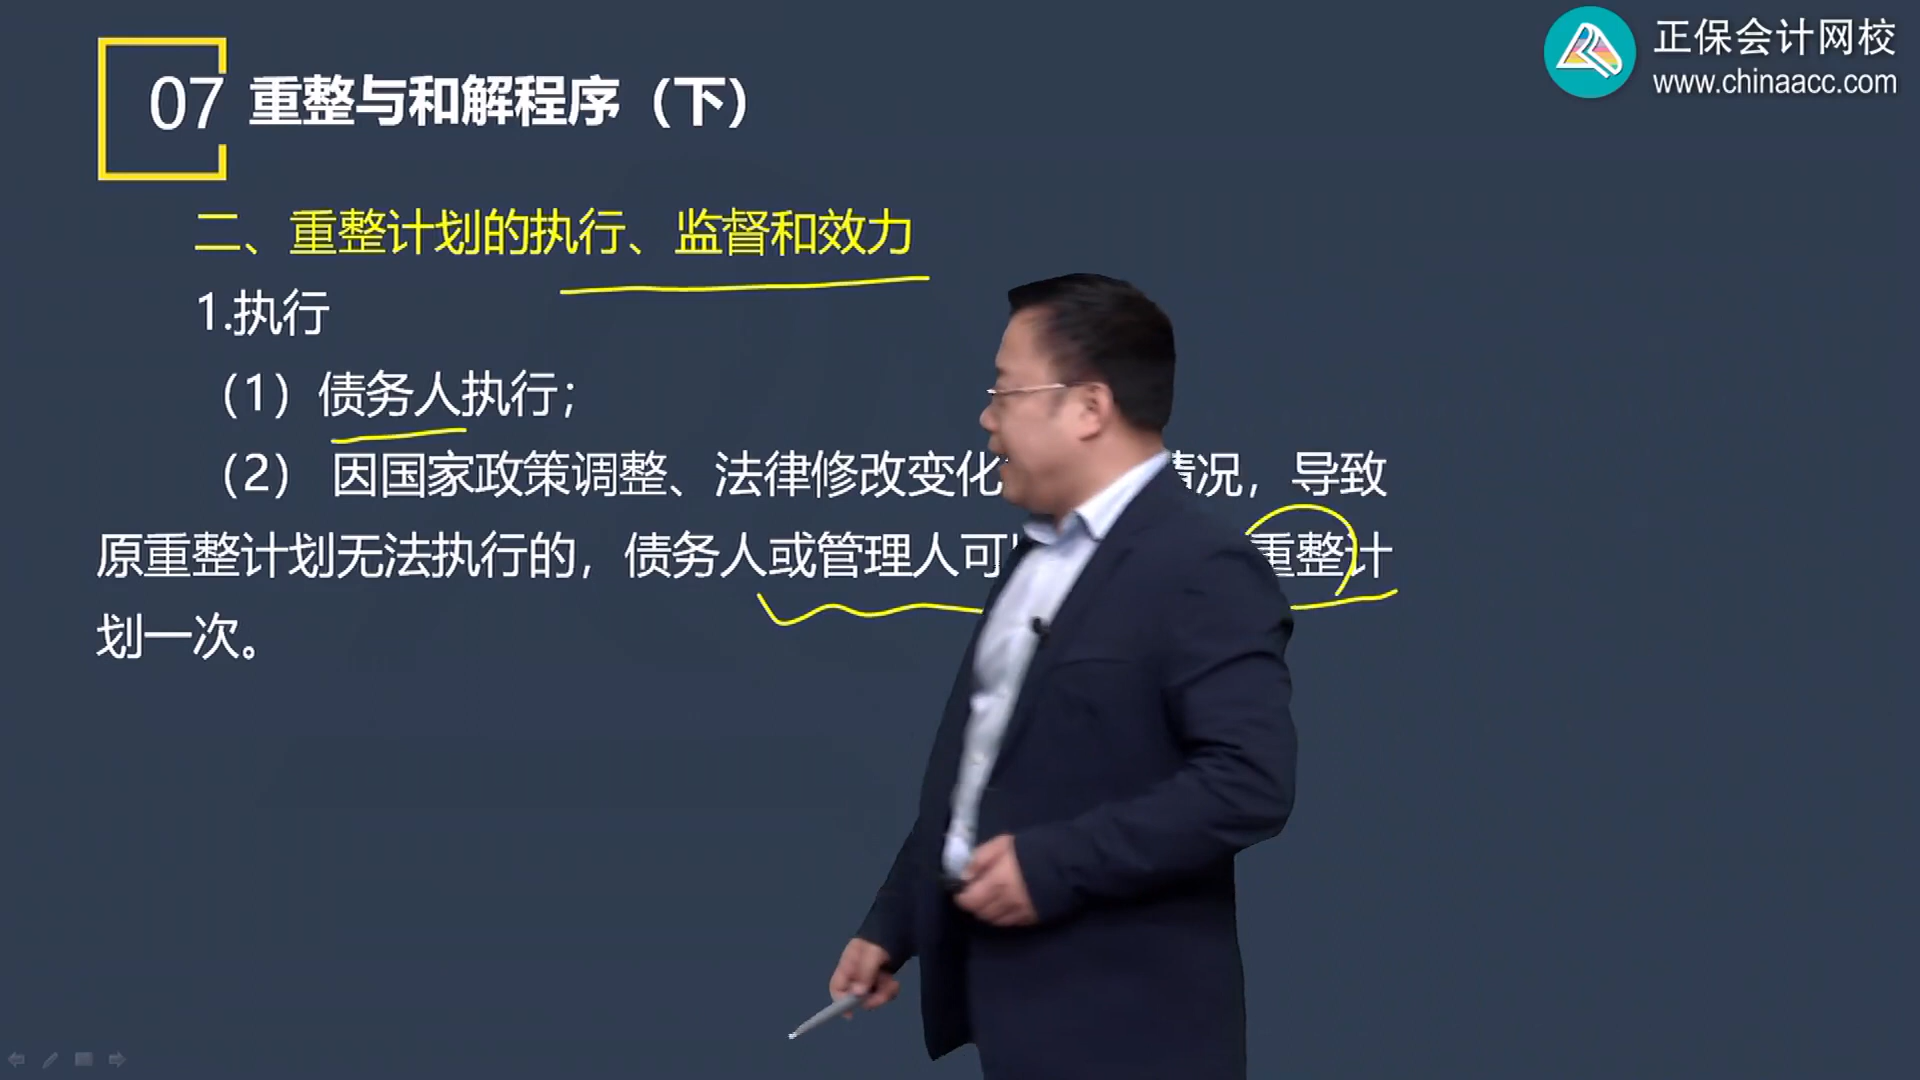 正保会计网校
www.chinaacc.com
07 重整与和解程序（下）
二、重整计划的执行、监督和效力
1.执行
（1）债务人执行；
（2） 因国家政策调整、法律修改变化 情况，导致
原重整计划无法执行的，债务人或管理人可 重整计
划一次。